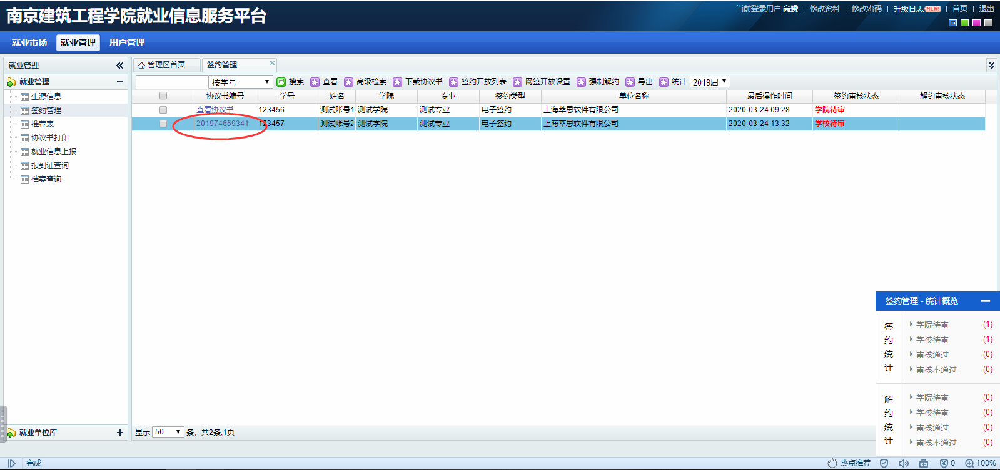 南京建筑工程学院就业信息服务平台
当前登录用户:高赟 | 修改资料 | 修改密码 | 升级日志NEW! | 首页 | 退出
就业市场 就业管理 用户管理
就业管理
管理区首页 签约管理
就业管理
按学号 搜索 查看 高级检索 下载协议书 签约开放列表 网签开放设置 强制解约 导出 统计 2019届
生源信息
签约管理
推荐表
协议书打印
就业信息上报
报到证查询
档案查询
协议书编号 学号 姓名 学院 专业 签约类型 单位名称 最后操作时间 签约审核状态 解约审核状态
查看协议书 123456 测试账号1 测试学院 测试专业 电子签约 上海萃思软件有限公司 2020-03-24 09:28 学院待审
201974659341 123457 测试账号2 测试学院 测试专业 电子签约 上海萃思软件有限公司 2020-03-24 13:32 学校待审
签约管理 - 统计概览
签约统计
学院待审 (1)
学校待审 (1)
审核通过 (0)
审核不通过 (0)
解约统计
学院待审 (0)
学校待审 (0)
审核通过 (0)
审核不通过 (0)
就业单位库
显示 50 条，共2条,1页
完成
热点推荐 0 100%